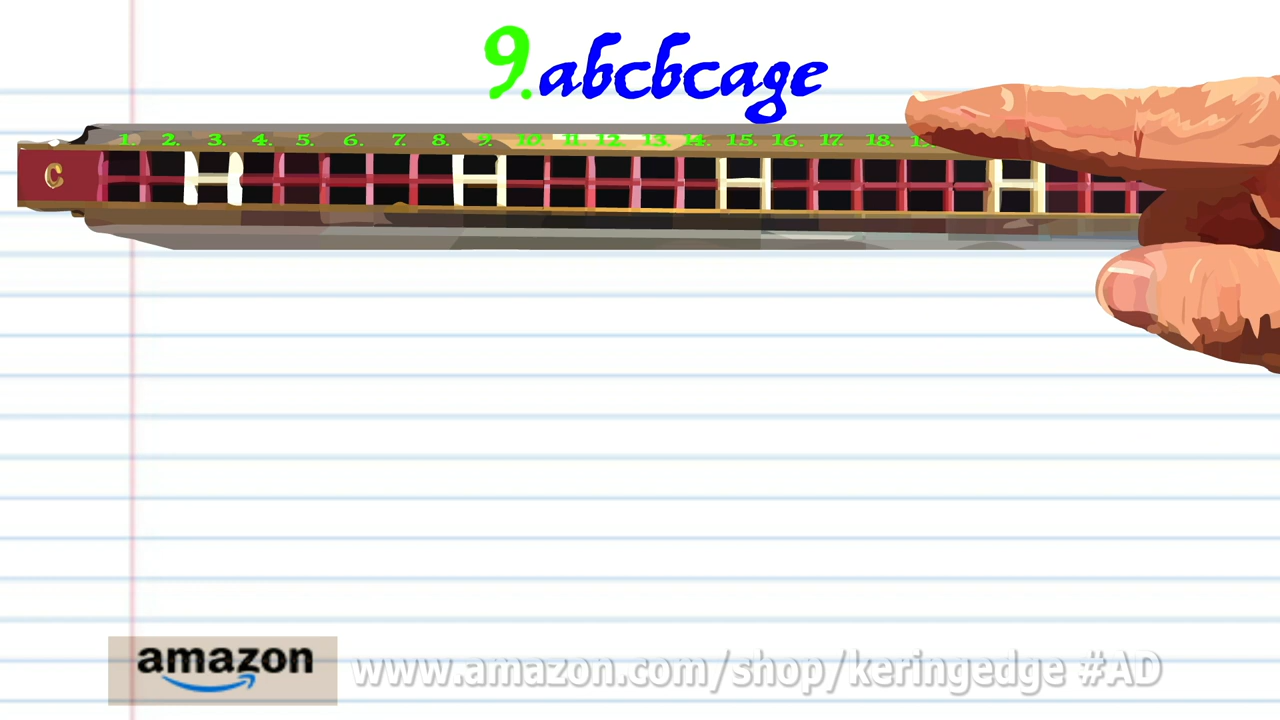 9.abcbcage
1. 2. 3. 4. 5. 6. 7. 8. 9. 10. 11. 12. 13. 14. 15. 16. 17. 18.
C
amazon www.amazon.com/shop/keringedge #AD